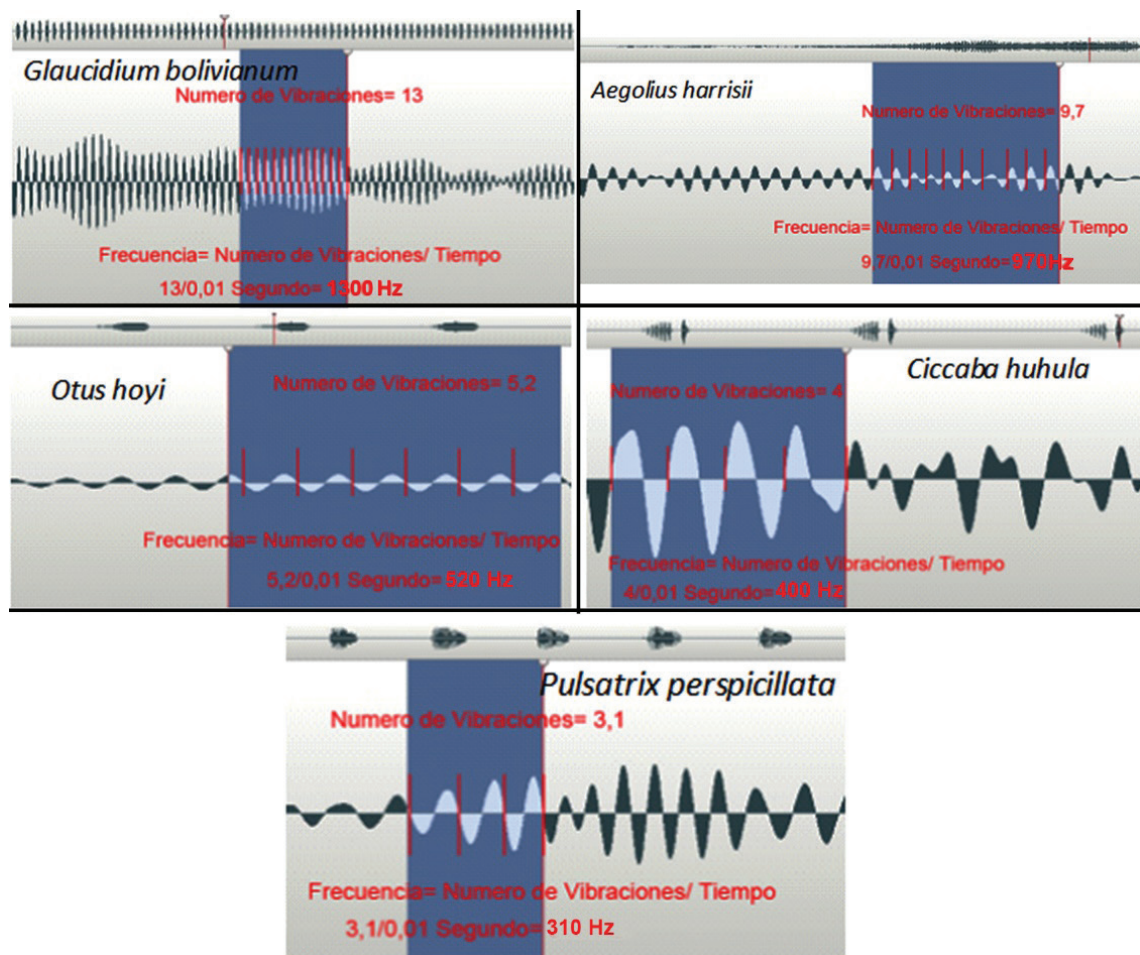 Glaucidium bolivianum
Numero de Vibraciones= 13
Frecuencia= Numero de Vibraciones/ Tiempo
13/0,01 Segundo= 1300 Hz
Aegolius harrisii
Numero de Vibraciones= 9,7
Frecuencia= Numero de Vibraciones/ Tiempo
9,7/0,01 Segundo= 970Hz
Otus hoyi
Numero de Vibraciones= 5,2
Frecuencia= Numero de Vibraciones/ Tiempo
5,2/0,01 Segundo= 520 Hz
Ciccaba huhula
Numero de Vibraciones= 4
Frecuencia= Numero de Vibraciones/ Tiempo
4/0,01 Segundo= 400 Hz
Pulsatrix perspicillata
Numero de Vibraciones= 3,1
Frecuencia= Numero de Vibraciones/ Tiempo
3,1/0,01 Segundo= 310 Hz